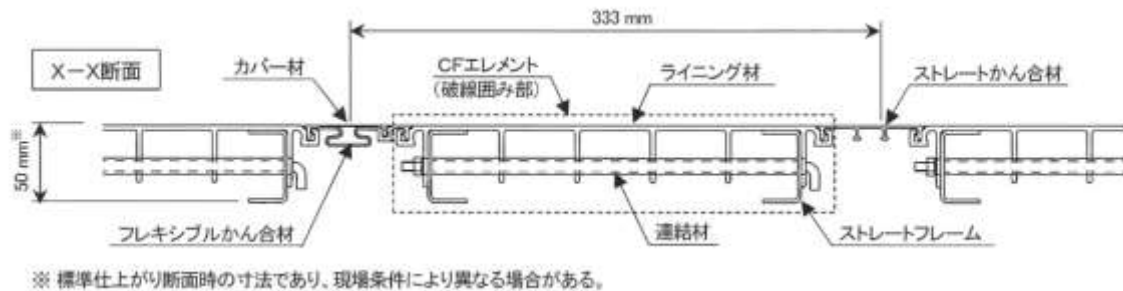 333 mm
X－X断面
カバー材
CFエレメント
(破線囲み部)
ライニング材
ストレートかん合材
50 mm※
フレキシブルかん合材
連結材
ストレートフレーム
※ 標準仕上がり断面時の寸法であり、現場条件により異なる場合がある。